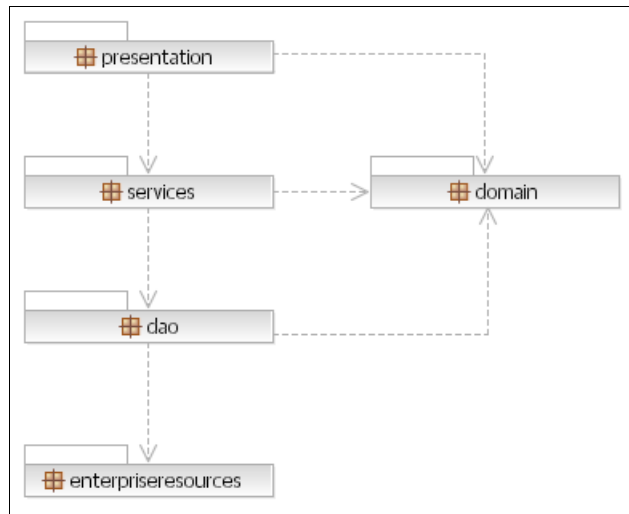 presentation
services
domain
dao
enterpriseresources